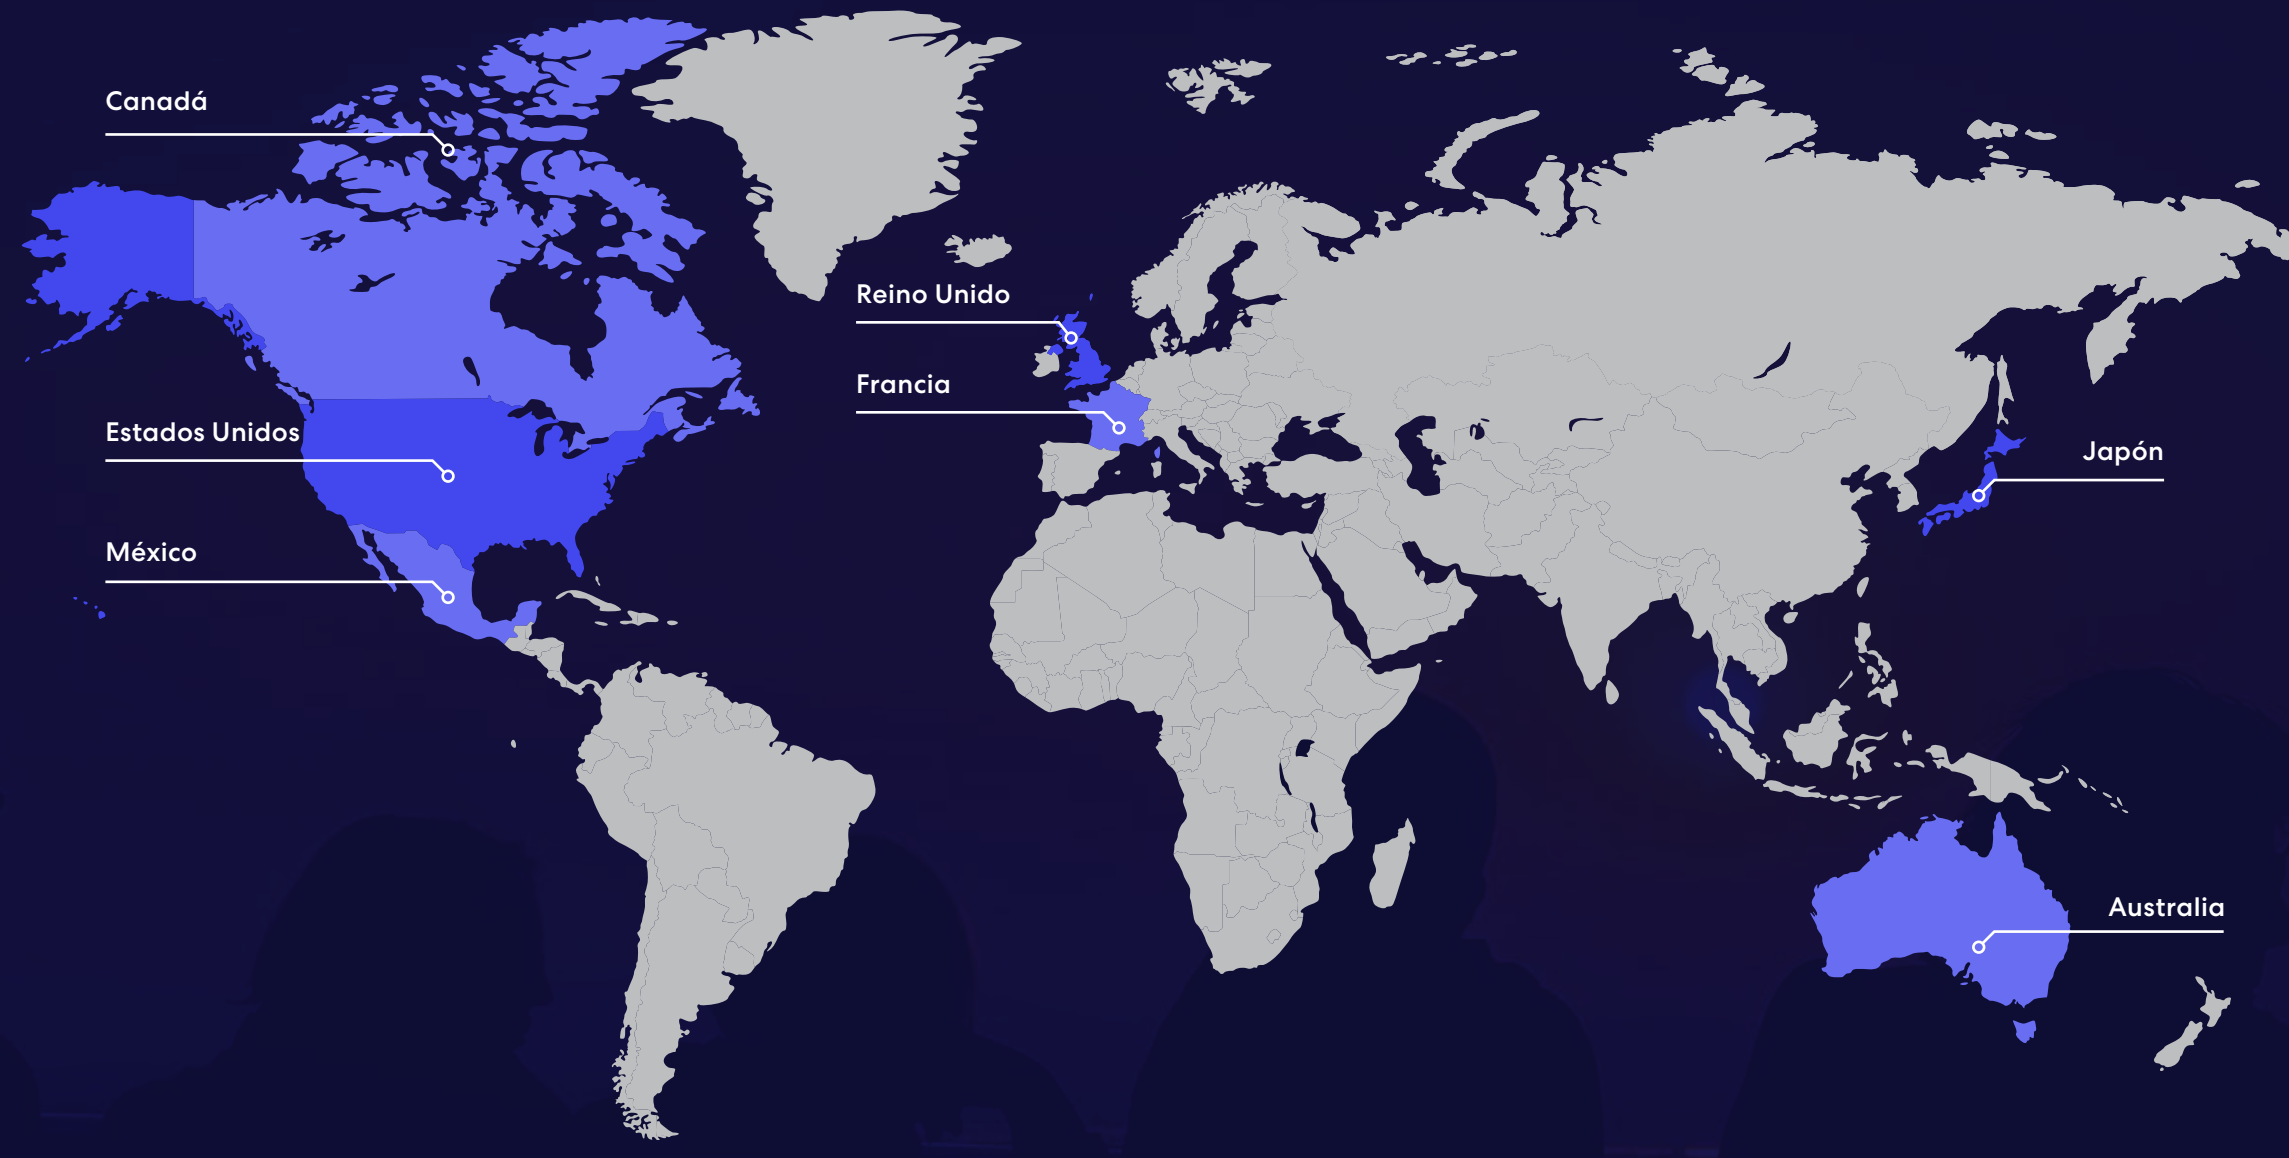 Canadá
Reino Unido
Francia
Estados Unidos
Japón
México
Australia